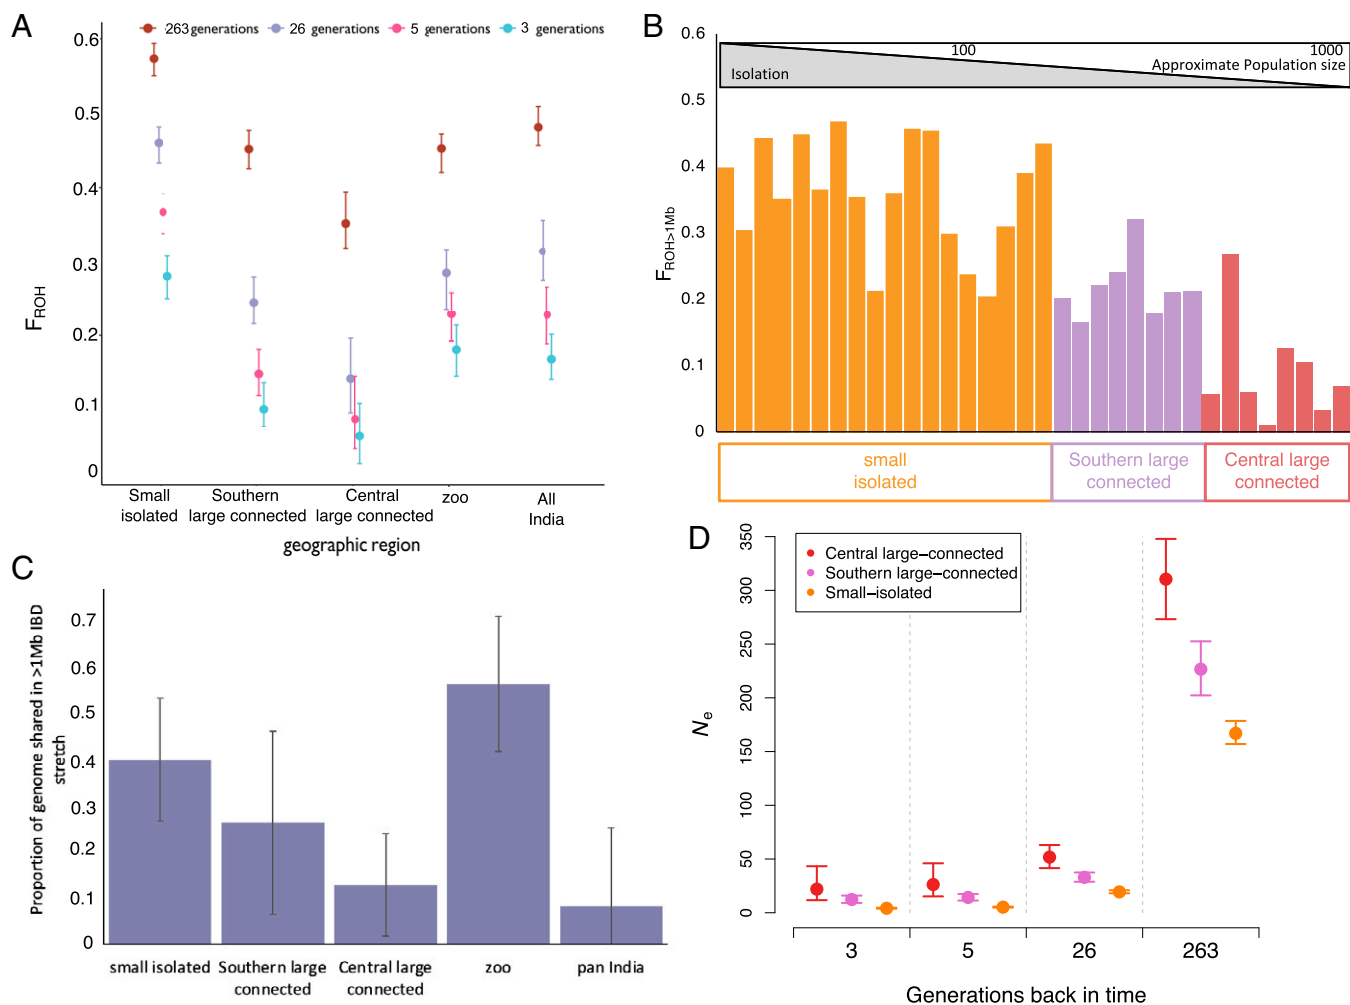 A
263 generations
26 generations
5 generations
3 generations
0.6
0.5
0.4
0.3
0.2
0.1
0
FROH
Small isolated
Southern large connected
Central large connected
zoo
All India
geographic region
B
0.6
0.5
0.4
0.3
0.2
0.1
0
FROH>1Mb
100
1000
Approximate Population size
Isolation
small isolated
Southern large connected
Central large connected
C
Proportion of genome shared in >1Mb IBD stretch
0.7
0.6
0.5
0.4
0.3
0.2
0.1
0
small isolated
Southern large connected
Central large connected
zoo
pan India
D
Central large−connected
Southern large−connected
Small−isolated
Ne
350
300
250
200
150
100
50
0
3
5
26
263
Generations back in time